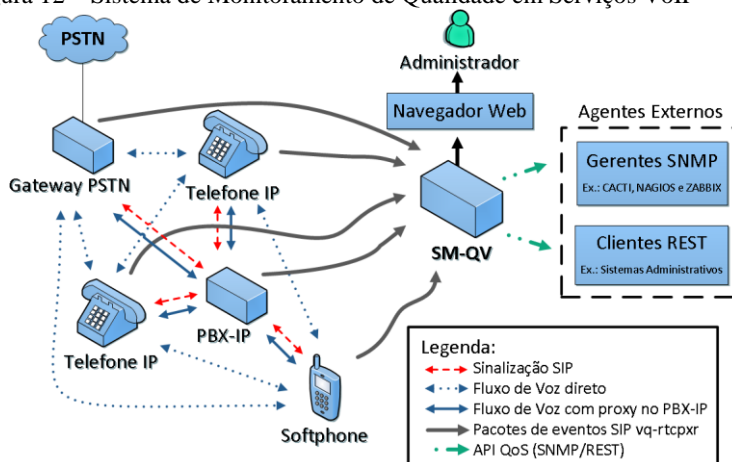 ura 12 – Sistema de Monitoramento de Qualidade em Serviços VoIP
PSTN
Administrador
Navegador Web
Agentes Externos
Gerentes SNMP
Ex.: CACTI, NAGIOS e ZABBIX
Gateway PSTN
Telefone IP
SM-QV
Clientes REST
Ex.: Sistemas Administrativos
PBX-IP
Telefone IP
Softphone
Legenda:
Sinalização SIP
Fluxo de Voz direto
Fluxo de Voz com proxy no PBX-IP
Pacotes de eventos SIP vq-rtcpxr
API QoS (SNMP/REST)